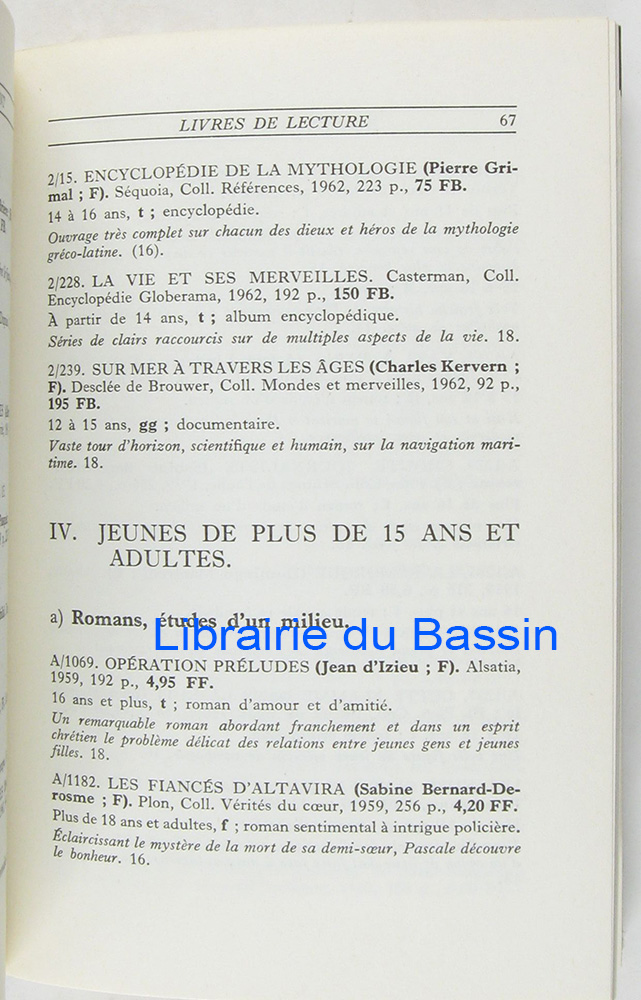 LIVRES DE LECTURE 67
2/15. ENCYCLOPÉDIE DE LA MYTHOLOGIE (Pierre Gri-
mal ; F). Séquoia, Coll. Références, 1962, 223 p., 75 FB.
14 à 16 ans, t ; encyclopédie.
Ouvrage très complet sur chacun des dieux et héros de la mythologie
gréco-latine. (16).
2/228. LA VIE ET SES MERVEILLES. Casterman, Coll.
Encyclopédie Globerama, 1962, 192 p., 150 FB.
À partir de 14 ans, t ; album encyclopédique.
Séries de clairs raccourcis sur de multiples aspects de la vie. 18.
2/239. SUR MER À TRAVERS LES ÂGES (Charles Kervern ;
F). Desclée de Brouwer, Coll. Mondes et merveilles, 1962, 92 p.,
195 FB.
12 à 15 ans, gg ; documentaire.
Vaste tour d'horizon, scientifique et humain, sur la navigation mari-
time. 18.
IV. JEUNES DE PLUS DE 15 ANS ET
ADULTES.
a) Romans, études d'un milieu.
Librairie du Bassin
A/1069. OPÉRATION PRÉLUDES (Jean d'Izieu ; F). Alsatia,
1959, 192 p., 4,95 FF.
16 ans et plus, t ; roman d'amour et d'amitié.
Un remarquable roman abordant franchement et dans un esprit
chrétien le problème délicat des relations entre jeunes gens et jeunes
filles. 18.
A/1182. LES FIANCÉS D'ALTAVIRA (Sabine Bernard-De-
rosme ; F). Plon, Coll. Vérités du cœur, 1959, 256 p., 4,20 FF.
Plus de 18 ans et adultes, f ; roman sentimental à intrigue policière.
Éclaircissant le mystère de la mort de sa demi-sœur, Pascale découvre
le bonheur. 16.